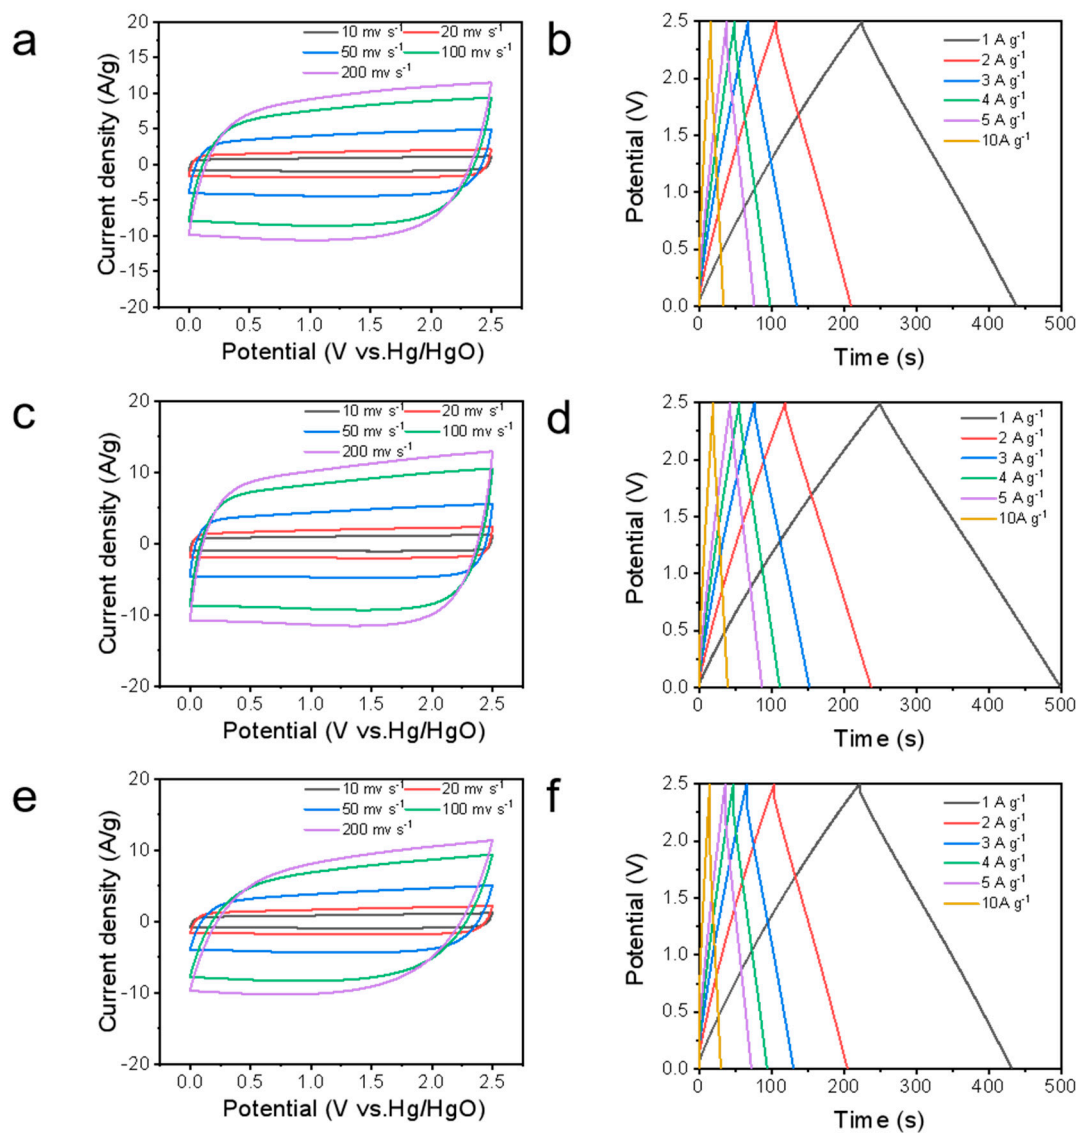 a
20
15
10
5
0
-5
-10
-15
-20
Current density (A/g)
10 mv s⁻¹ 20 mv s⁻¹
50 mv s⁻¹ 100 mv s⁻¹
200 mv s⁻¹
0.0 0.5 1.0 1.5 2.0 2.5
Potential (V vs.Hg/HgO)
b
2.5
2.0
1.5
1.0
0.5
0.0
Potential (V)
1 A g⁻¹
2 A g⁻¹
3 A g⁻¹
4 A g⁻¹
5 A g⁻¹
10A g⁻¹
0 100 200 300 400 500
Time (s)
c
20
10
0
-10
-20
Current density (A/g)
10 mv s⁻¹ 20 mv s⁻¹
50 mv s⁻¹ 100 mv s⁻¹
200 mv s⁻¹
0.0 0.5 1.0 1.5 2.0 2.5
Potential (V vs.Hg/HgO)
d
2.5
2.0
1.5
1.0
0.5
0.0
Potential (V)
1 A g⁻¹
2 A g⁻¹
3 A g⁻¹
4 A g⁻¹
5 A g⁻¹
10A g⁻¹
0 100 200 300 400 500
Time (s)
e
20
10
0
-10
-20
Current density (A/g)
10 mv s⁻¹ 20 mv s⁻¹
50 mv s⁻¹ 100 mv s⁻¹
200 mv s⁻¹
0.0 0.5 1.0 1.5 2.0 2.5
Potential (V vs.Hg/HgO)
f
2.5
2.0
1.5
1.0
0.5
0.0
Potential (V)
1 A g⁻¹
2 A g⁻¹
3 A g⁻¹
4 A g⁻¹
5 A g⁻¹
10A g⁻¹
0 100 200 300 400 500
Time (s)